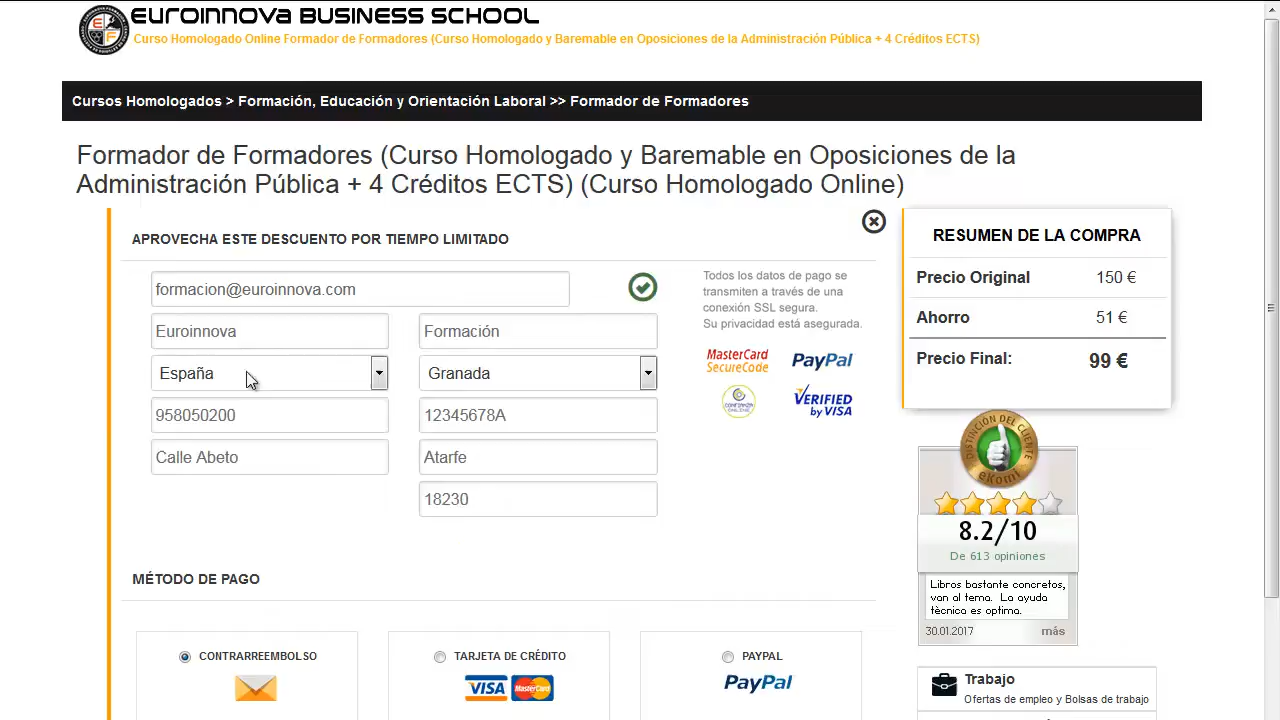 EUROINNOVA BUSINESS SCHOOL
Curso Homologado Online Formador de Formadores (Curso Homologado y Baremable en Oposiciones de la Administración Pública + 4 Créditos ECTS)
Cursos Homologados > Formación, Educación y Orientación Laboral >> Formador de Formadores
Formador de Formadores (Curso Homologado y Baremable en Oposiciones de la
Administración Pública + 4 Créditos ECTS) (Curso Homologado Online)
APROVECHA ESTE DESCUENTO POR TIEMPO LIMITADO
formacion@euroinnova.com
Euroinnova
Formación
España
Granada
958050200
12345678A
Calle Abeto
Atarfe
18230
Todos los datos de pago se
transmiten a través de una
conexión SSL segura.
Su privacidad está asegurada.
MasterCard
SecureCode
PayPal
CONFIANZA
ONLINE
VERIFIED
by VISA
RESUMEN DE LA COMPRA
Precio Original 150 €
Ahorro 51 €
Precio Final: 99 €
DISTINCIÓN DEL CLIENTE
eKomi
8.2/10
De 613 opiniones
Libros bastante concretos,
van al tema. La ayuda
tècnica es optima.
30.01.2017 más
Trabajo
Ofertas de empleo y Bolsas de trabajo
MÉTODO DE PAGO
CONTRARREEMBOLSO
TARJETA DE CRÉDITO
VISA
MasterCard
PAYPAL
PayPal